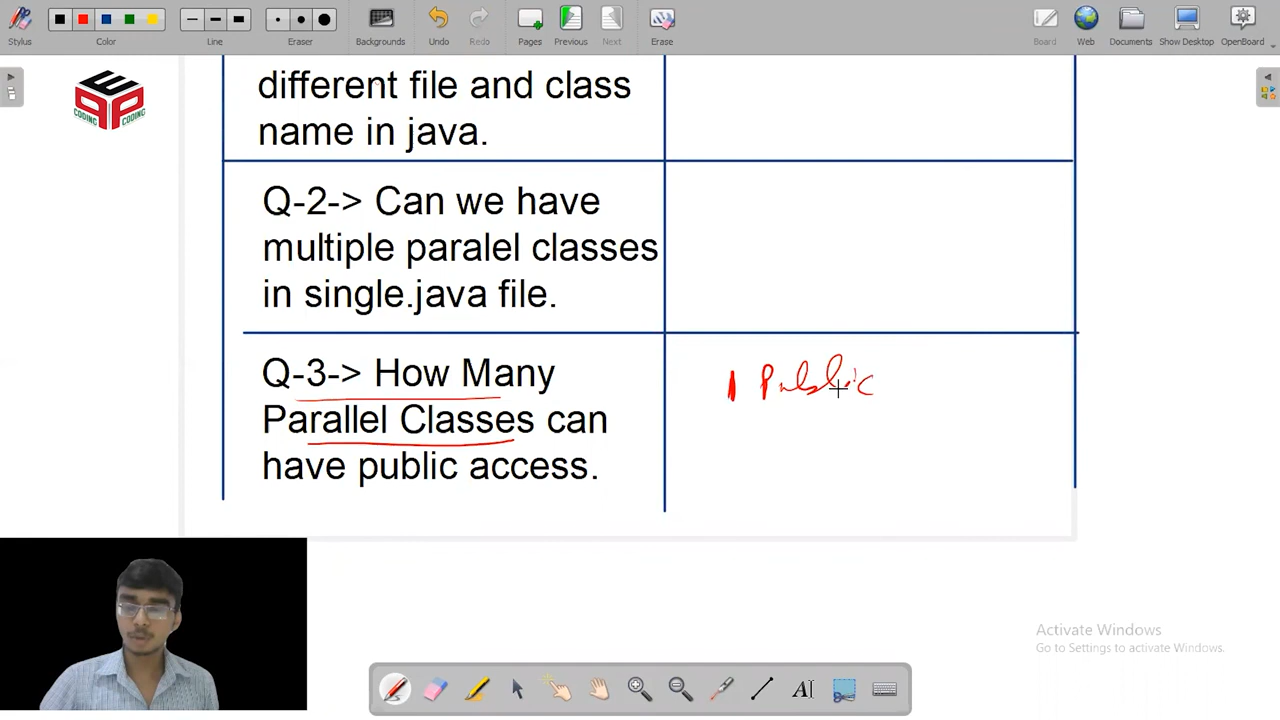 Stylus
Color
Line
Eraser
Backgrounds
Undo
Redo
Pages
Previous
Next
Erase
Board
Web
Documents
Show Desktop
OpenBoard
CODING
CODING
different file and class
name in java.
Q-2-> Can we have
multiple paralel classes
in single.java file.
Q-3-> How Many
Parallel Classes can
have public access.
1 Public
Activate Windows
Go to Settings to activate Windows.